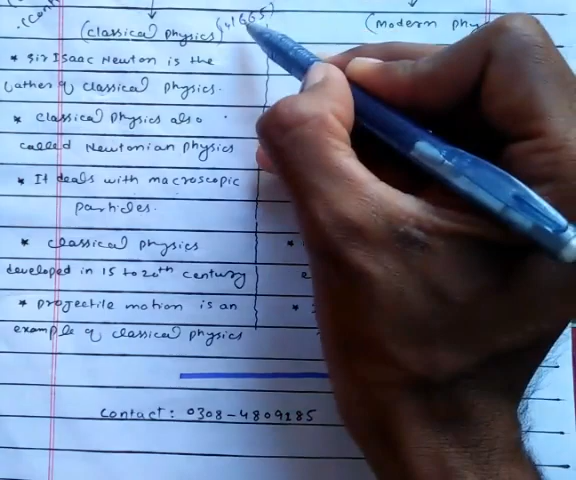 (Classical Physics)
(Modern Phy
* Sir Isaac Newton is the
father of classical physics.
* classical physics also
called Newtonian physics
* It deals with macroscopic
particles.
* classical physics
developed in 15 to 20th century
* projectile motion is an
example of classical physics
contact: 0308-4809185